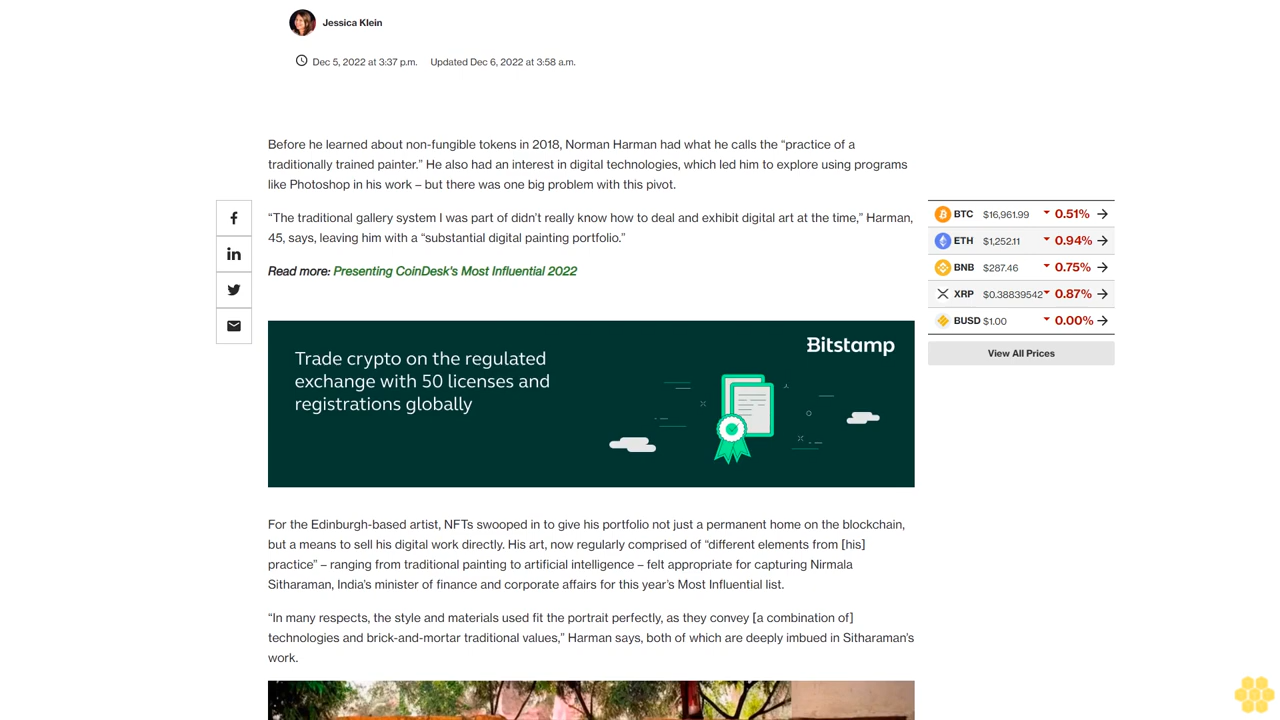 Jessica Klein
Dec 5, 2022 at 3:37 p.m. Updated Dec 6, 2022 at 3:58 a.m.
Before he learned about non-fungible tokens in 2018, Norman Harman had what he calls the “practice of a
traditionally trained painter.” He also had an interest in digital technologies, which led him to explore using programs
like Photoshop in his work – but there was one big problem with this pivot.
“The traditional gallery system I was part of didn’t really know how to deal and exhibit digital art at the time,” Harman,
45, says, leaving him with a “substantial digital painting portfolio.”
Read more: Presenting CoinDesk's Most Influential 2022
Trade crypto on the regulated
exchange with 50 licenses and
registrations globally
Bitstamp
For the Edinburgh-based artist, NFTs swooped in to give his portfolio not just a permanent home on the blockchain,
but a means to sell his digital work directly. His art, now regularly comprised of “different elements from [his]
practice” – ranging from traditional painting to artificial intelligence – felt appropriate for capturing Nirmala
Sitharaman, India’s minister of finance and corporate affairs for this year’s Most Influential list.
“In many respects, the style and materials used fit the portrait perfectly, as they convey [a combination of]
technologies and brick-and-mortar traditional values,” Harman says, both of which are deeply imbued in Sitharaman’s
work.
BTC $16,961.99 0.51%
ETH $1,252.11 0.94%
BNB $287.46 0.75%
XRP $0.38839542 0.87%
BUSD $1.00 0.00%
View All Prices